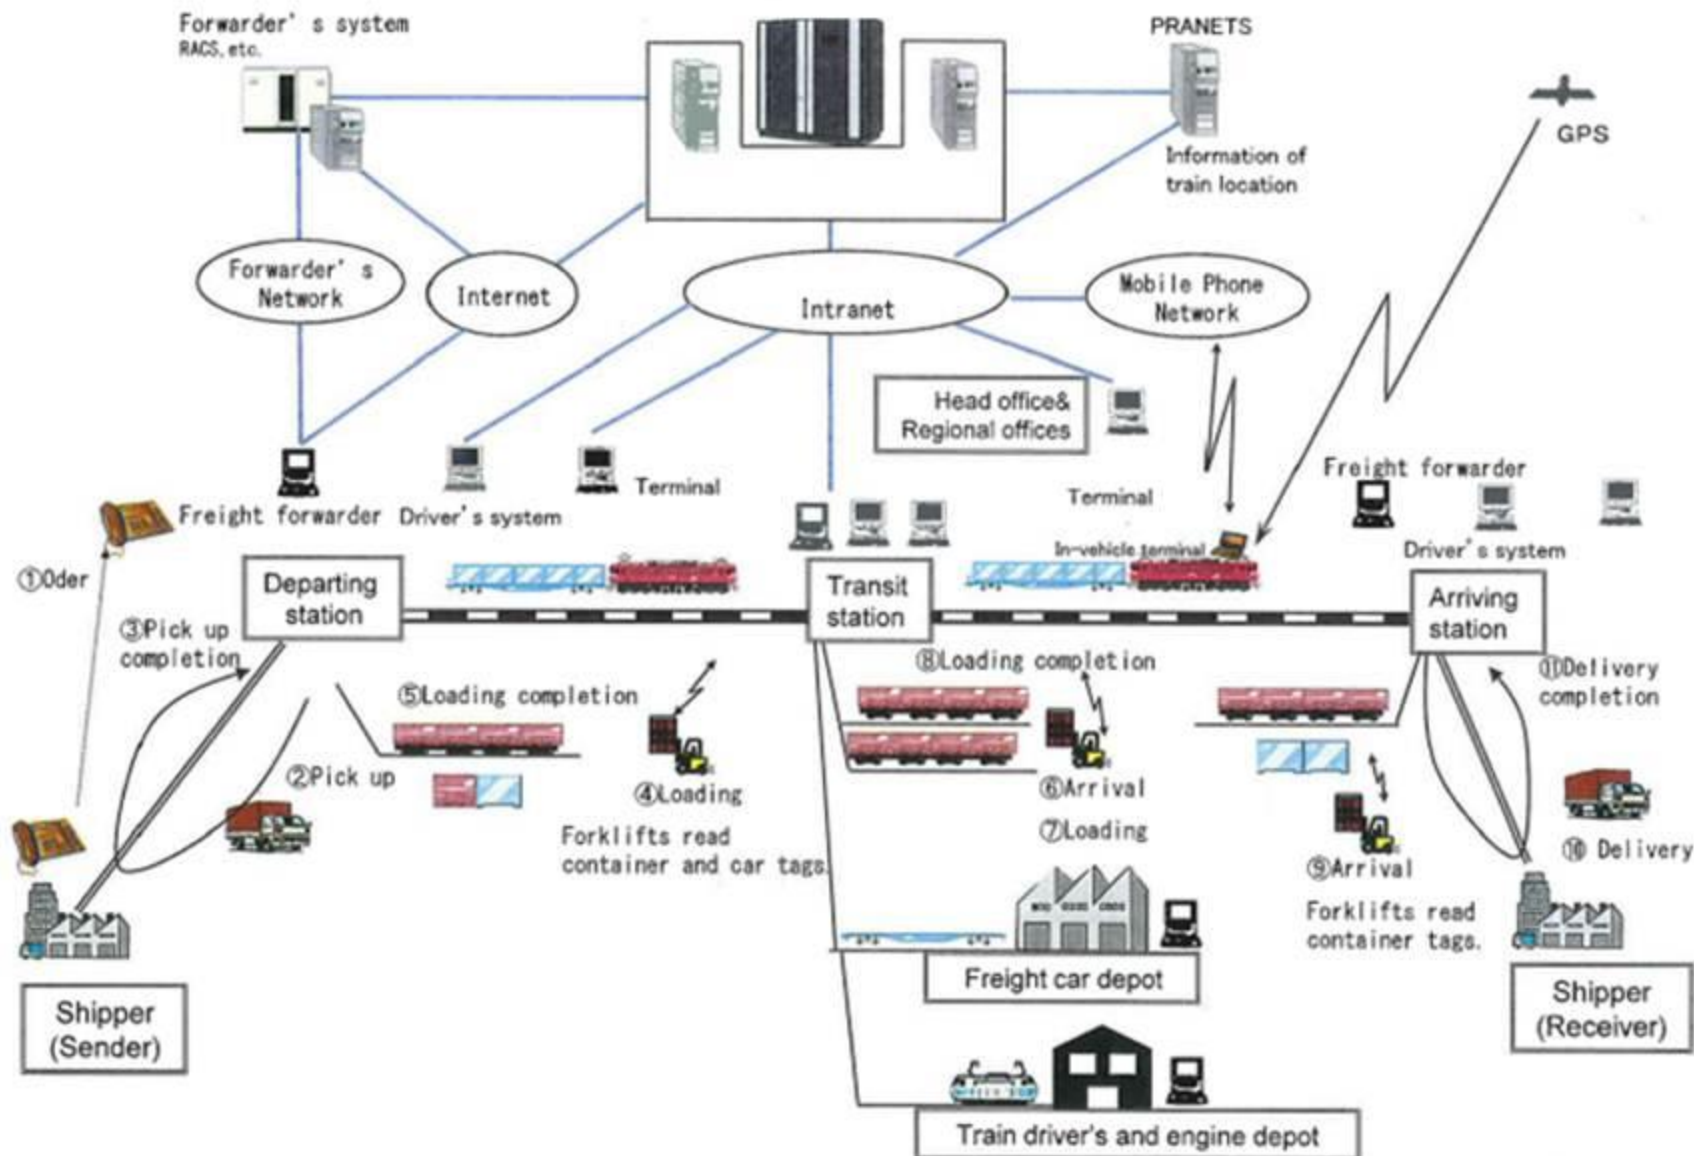 Forwarder's system
RACS, etc.
PRANETS
GPS
Information of
train location
Forwarder's
Network
Internet
Intranet
Mobile Phone
Network
Head office&
Regional offices
Terminal
Terminal
Freight forwarder
Freight forwarder
Driver's system
In-vehicle terminal
Driver's system
①Oder
Departing
station
Transit
station
Arriving
station
③Pick up
completion
⑧Loading completion
⑪Delivery
completion
⑤Loading completion
②Pick up
④Loading
⑥Arrival
Forklifts read
container and car tags.
⑦Loading
⑨Arrival
⑩ Delivery
Forklifts read
container tags.
Freight car depot
Shipper
(Sender)
Shipper
(Receiver)
Train driver's and engine depot